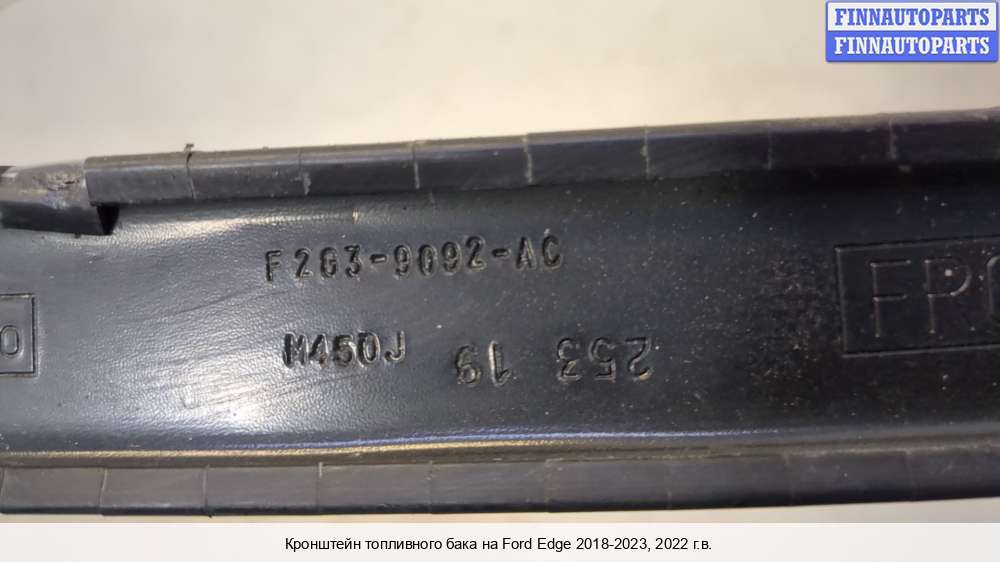 FINNAUTOPARTS
FINNAUTOPARTS
F2G3-9092-AC
M450J
253 19
Кронштейн топливного бака на Ford Edge 2018-2023, 2022 г.в.